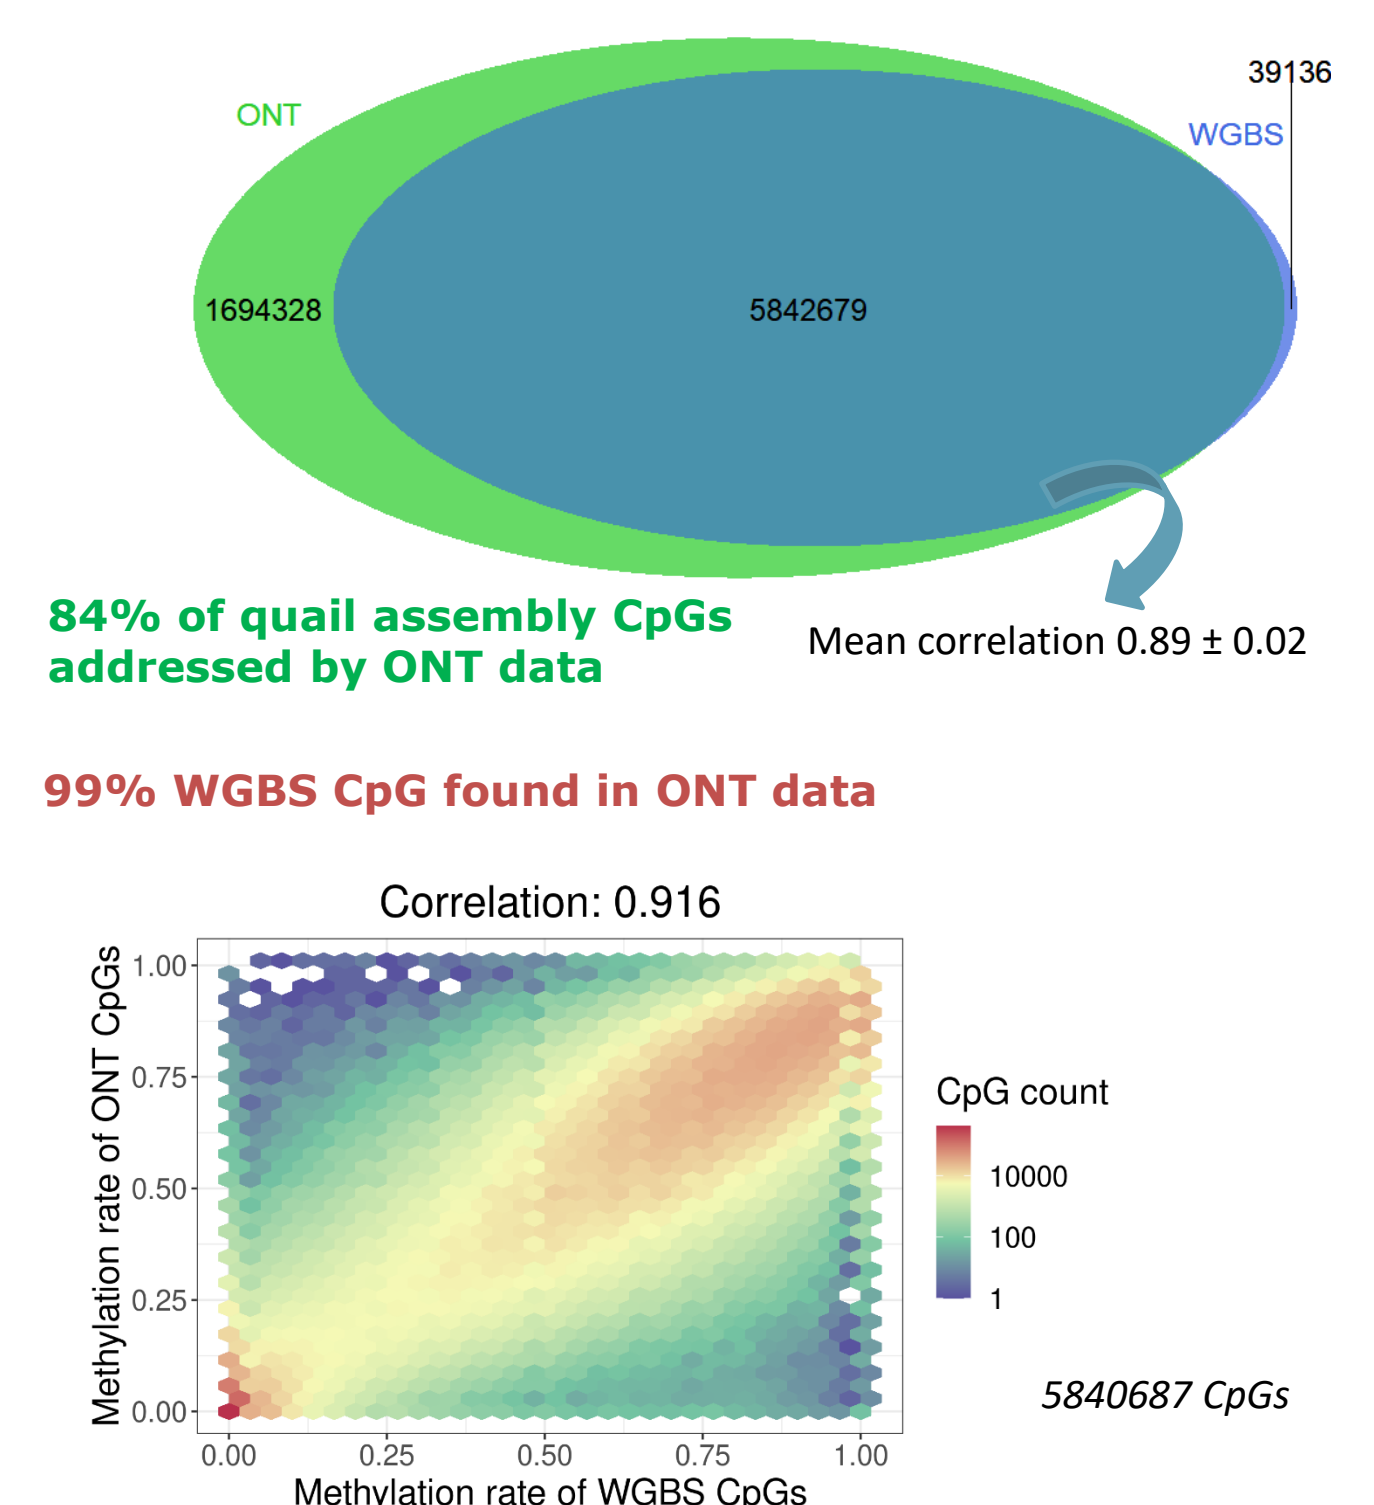 39136
ONT
WGBS
1694328
5842679
84% of quail assembly CpGs
addressed by ONT data
Mean correlation 0.89 ± 0.02
99% WGBS CpG found in ONT data
Correlation: 0.916
Methylation rate of ONT CpGs
1.00
0.75
0.50
0.25
0.00
0.00 0.25 0.50 0.75 1.00
Methylation rate of WGBS CpGs
CpG count
10000
100
1
5840687 CpGs